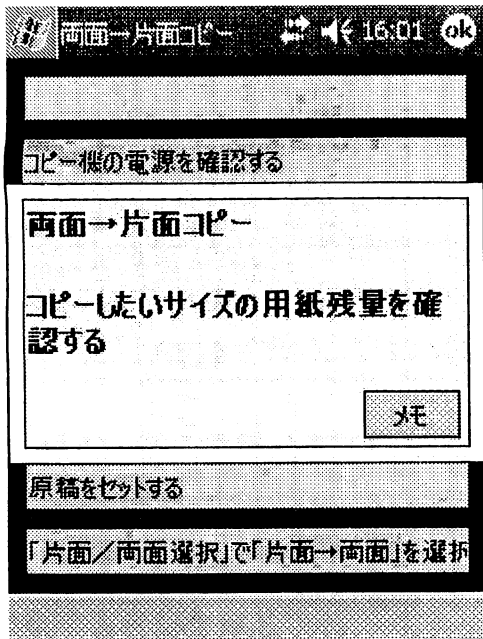 両面→片面コピー 16:01 ok
コピー機の電源を確認する
両面→片面コピー
コピーしたいサイズの用紙残量を確
認する
メモ
原稿をセットする
「片面／両面選択」で「片面→両面」を選択